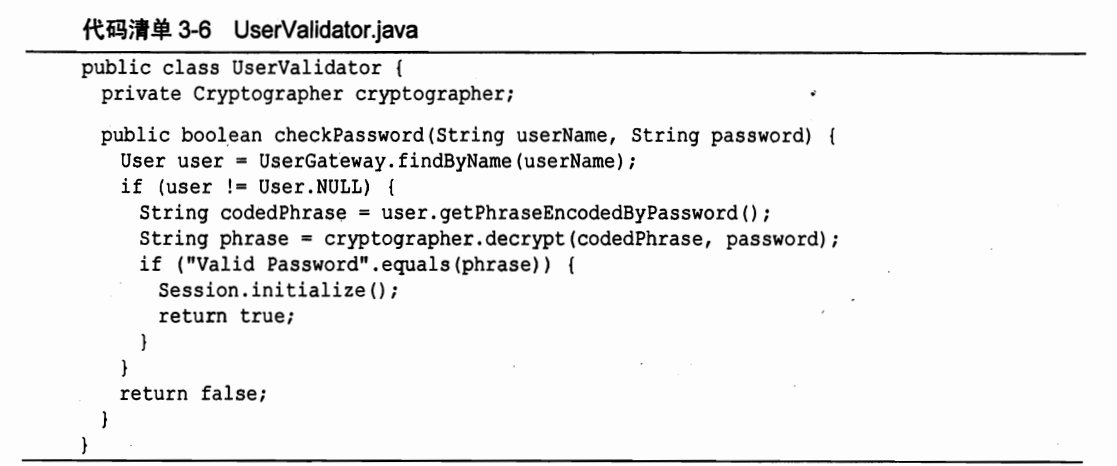 代码清单 3-6 UserValidator.java
public class UserValidator {
private Cryptographer cryptographer;
public boolean checkPassword(String userName, String password) {
User user = UserGateway.findByName(userName);
if (user != User.NULL) {
String codedPhrase = user.getPhraseEncodedByPassword();
String phrase = cryptographer.decrypt(codedPhrase, password);
if ("Valid Password".equals(phrase)) {
Session.initialize();
return true;
}
}
return false;
}
}